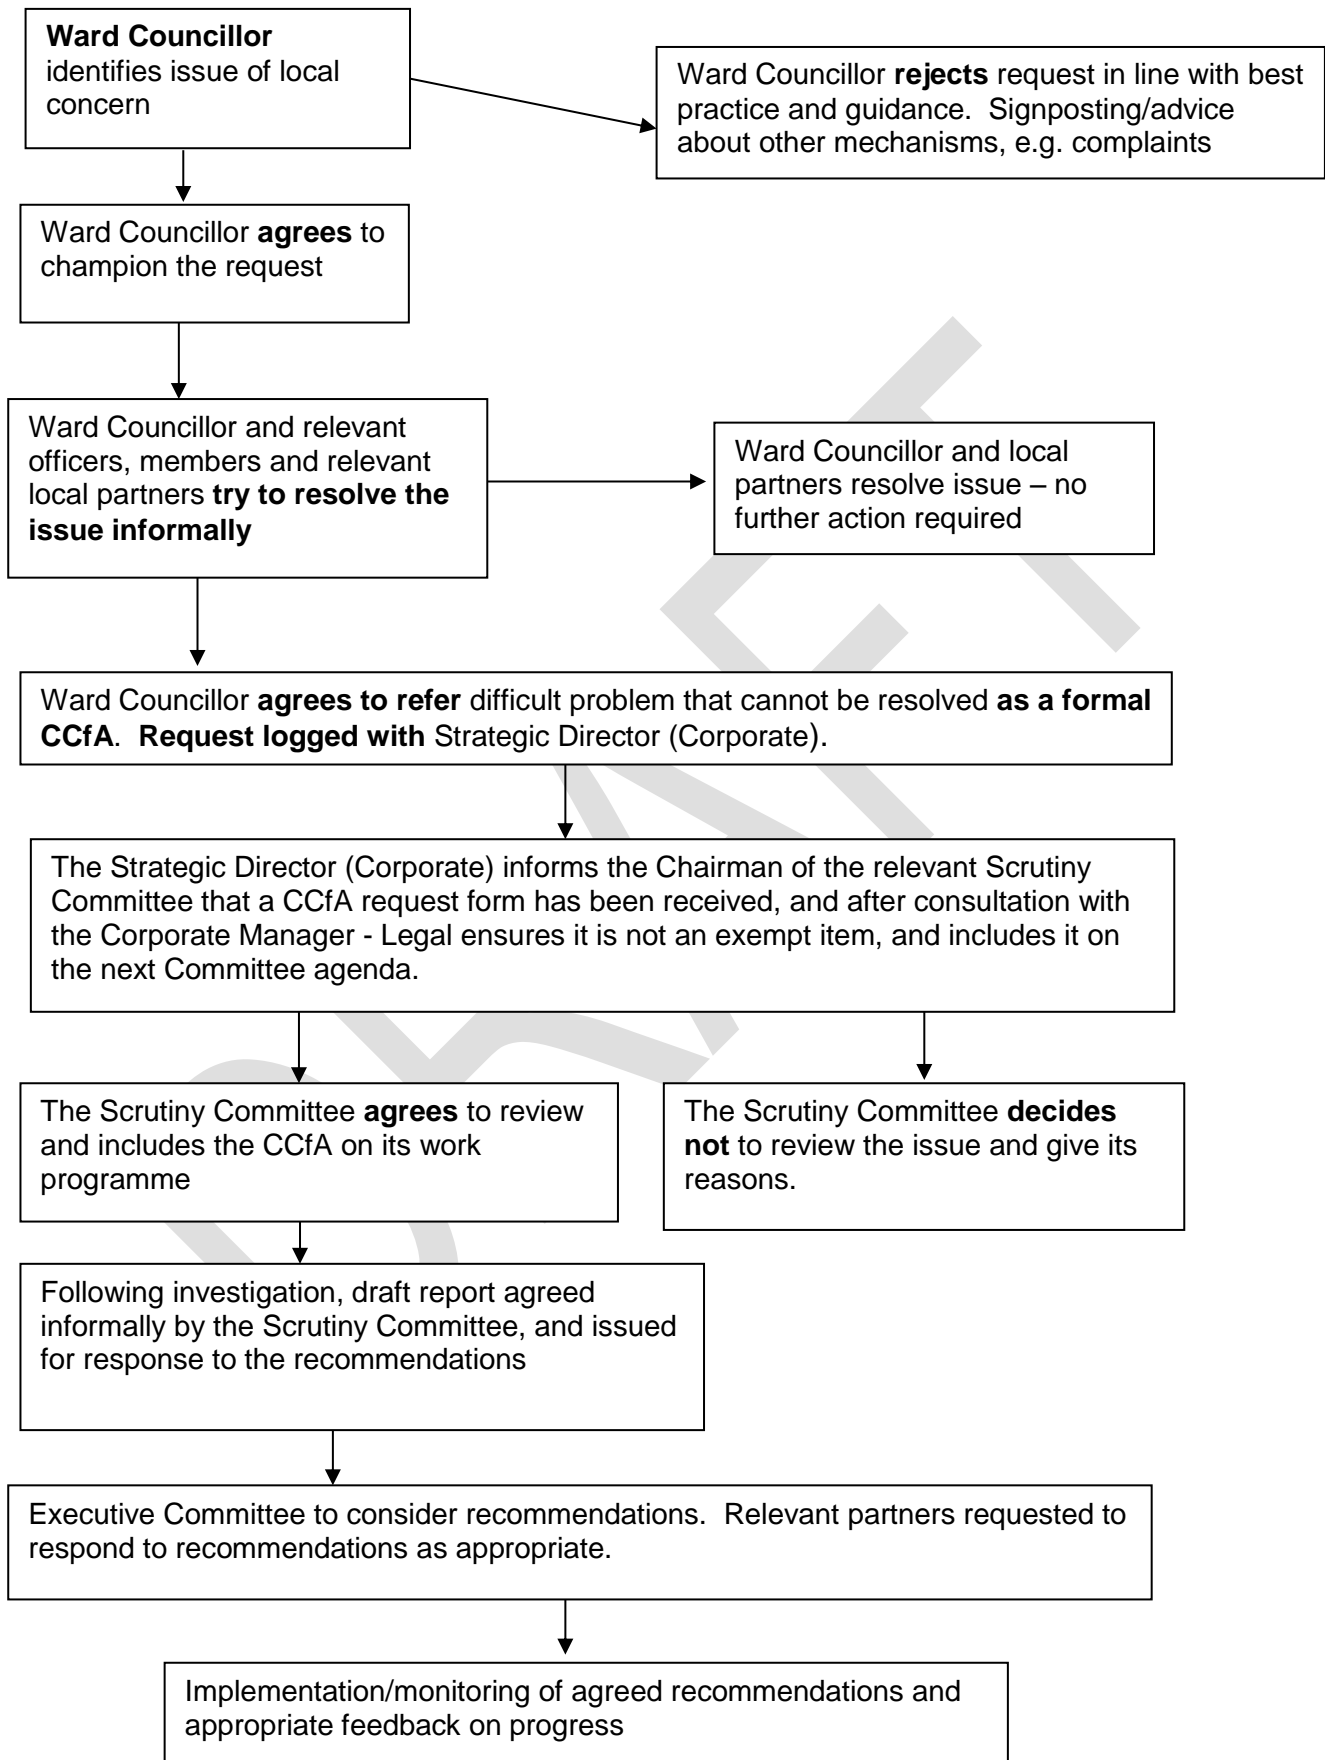 Ward Councillor
identifies issue of local
concern
Ward Councillor rejects request in line with best
practice and guidance.  Signposting/advice
about other mechanisms, e.g. complaints
Ward Councillor agrees to
champion the request
Ward Councillor and relevant
officers, members and relevant
local partners try to resolve the
issue informally
Ward Councillor and local
partners resolve issue – no
further action required
Ward Councillor agrees to refer difficult problem that cannot be resolved as a formal
CCfA.  Request logged with Strategic Director (Corporate).
The Strategic Director (Corporate) informs the Chairman of the relevant Scrutiny
Committee that a CCfA request form has been received, and after consultation with
the Corporate Manager - Legal ensures it is not an exempt item, and includes it on
the next Committee agenda.
The Scrutiny Committee agrees to review
and includes the CCfA on its work
programme
The Scrutiny Committee decides
not to review the issue and give its
reasons.
Following investigation, draft report agreed
informally by the Scrutiny Committee, and issued
for response to the recommendations
Executive Committee to consider recommendations.  Relevant partners requested to
respond to recommendations as appropriate.
Implementation/monitoring of agreed recommendations and
appropriate feedback on progress
DRAFT